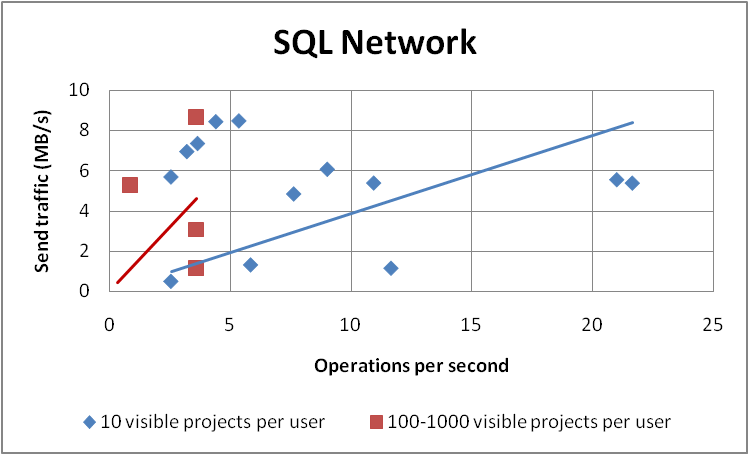 SQL Network
Send traffic (MB/s)
10
8
6
4
2
0
0 5 10 15 20 25
Operations per second
10 visible projects per user 100-1000 visible projects per user